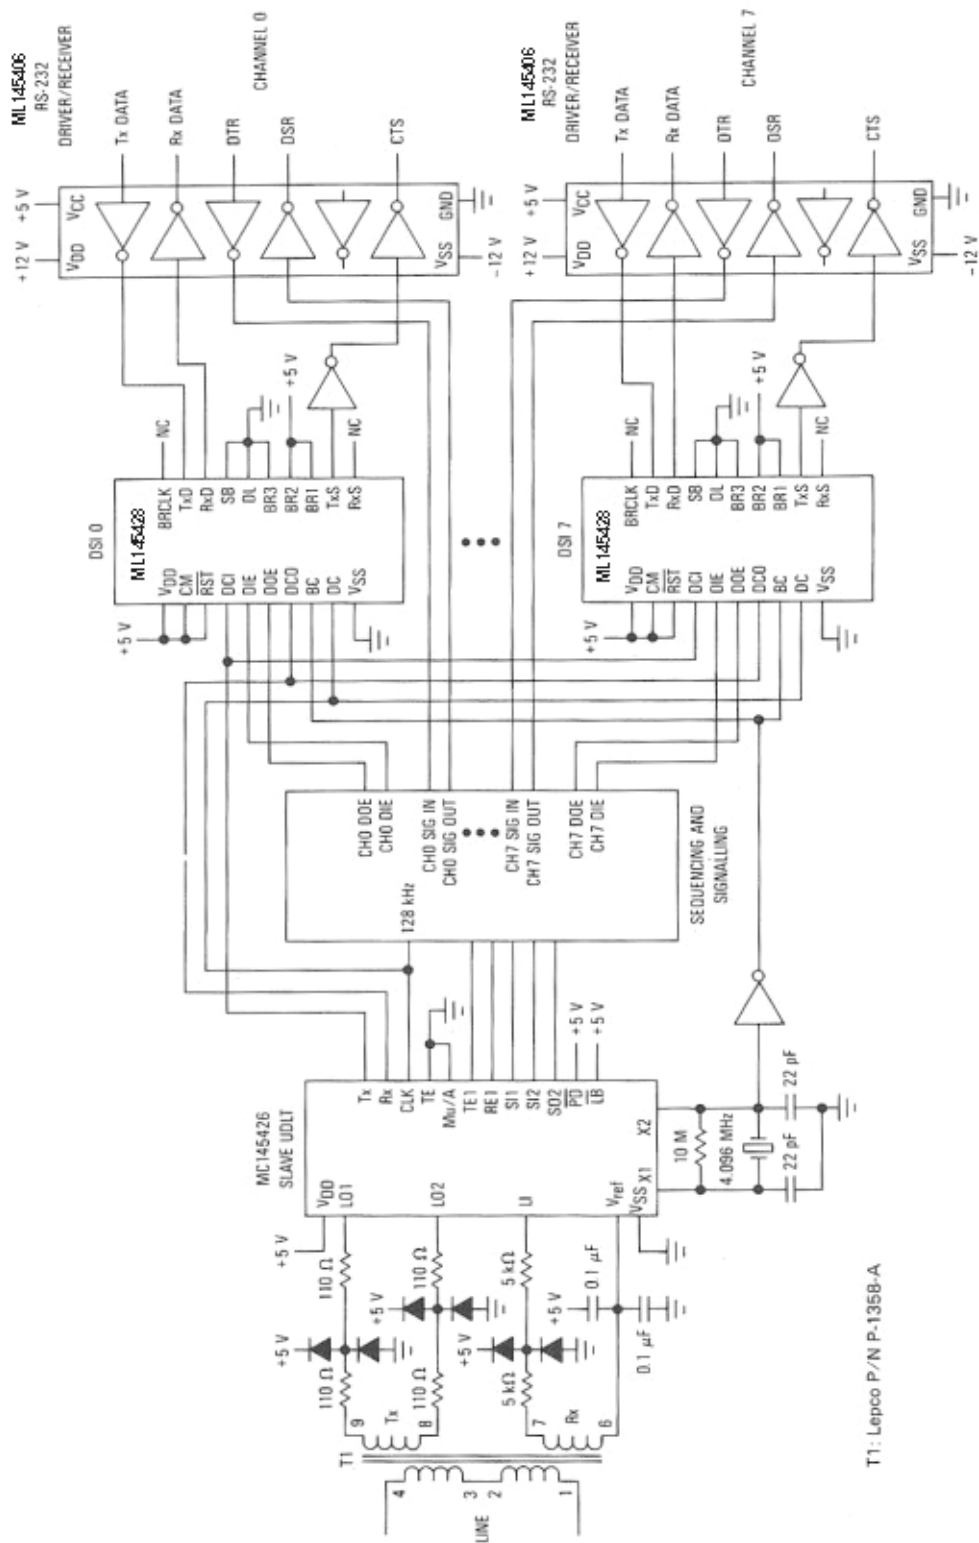 ML145406
RS-232
DRIVER/RECEIVER
CHANNEL 0
+5 V
+12 V
VCC
VDD
Tx DATA
Rx DATA
DTR
DSR
CTS
GND
VSS
−12 V
ML145406
RS-232
DRIVER/RECEIVER
CHANNEL 7
+5 V
+12 V
VCC
VDD
Tx DATA
Rx DATA
DTR
DSR
CTS
GND
VSS
−12 V
DSI 0
ML145428
NC
BRCLK
TxD
RxD
SB
DL
BR3
BR2
BR1
TxS
RxS
+5 V
NC
+5 V
VDD
CM
RST
DCI
DIE
DOE
DCO
BC
DC
VSS
DSI 7
ML145428
NC
BRCLK
TxD
RxD
SB
DL
BR3
BR2
BR1
TxS
RxS
+5 V
NC
+5 V
VDD
CM
RST
DCI
DIE
DOE
DCO
BC
DC
VSS
CH0 DOE
CH0 DIE
CH0 SIG IN
CH0 SIG OUT
CH7 SIG IN
CH7 SIG OUT
CH7 DOE
CH7 DIE
128 kHz
SEQUENCING AND
SIGNALLING
MC145426
SLAVE UDLT
Tx
Rx
CLK
TE
Mu/A
TE1
RE1
SI1
SI2
SO2
PD
LB
+5 V
+5 V
VDD
LO1
LO2
LI
Vref
VSS
X1
X2
10 M
4.096 MHz
22 pF
22 pF
+5 V
110 Ω
110 Ω
+5 V
110 Ω
110 Ω
+5 V
5 kΩ
5 kΩ
+5 V
+5 V
0.1 µF
0.1 µF
T1
9
Tx
8
7
Rx
6
4
3
2
1
LINE
T1: Lepco P/N P-1358-A